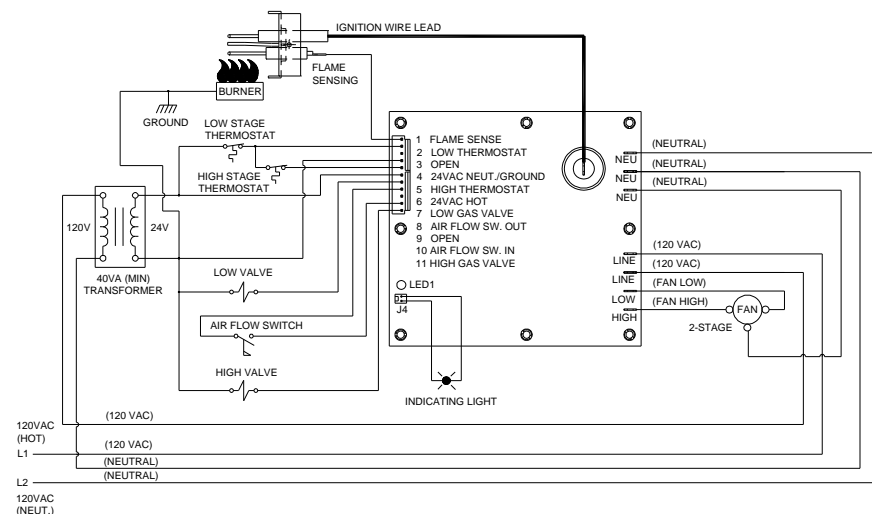 IGNITION WIRE LEAD
FLAME
SENSING
BURNER
GROUND
LOW STAGE
THERMOSTAT
HIGH STAGE
THERMOSTAT
1 FLAME SENSE
2 LOW THERMOSTAT
3 OPEN
4 24VAC NEUT./GROUND
5 HIGH THERMOSTAT
6 24VAC HOT
7 LOW GAS VALVE
8 AIR FLOW SW. OUT
9 OPEN
10 AIR FLOW SW. IN
11 HIGH GAS VALVE
LED1
J4
NEU
(NEUTRAL)
NEU
(NEUTRAL)
NEU
(NEUTRAL)
LINE
(120 VAC)
LINE
(120 VAC)
LOW
(FAN LOW)
HIGH
(FAN HIGH)
FAN
2-STAGE
120V
24V
40VA (MIN)
TRANSFORMER
LOW VALVE
AIR FLOW SWITCH
HIGH VALVE
INDICATING LIGHT
120VAC
(HOT)
L1
(120 VAC)
(120 VAC)
(NEUTRAL)
(NEUTRAL)
L2
120VAC
(NEUT.)